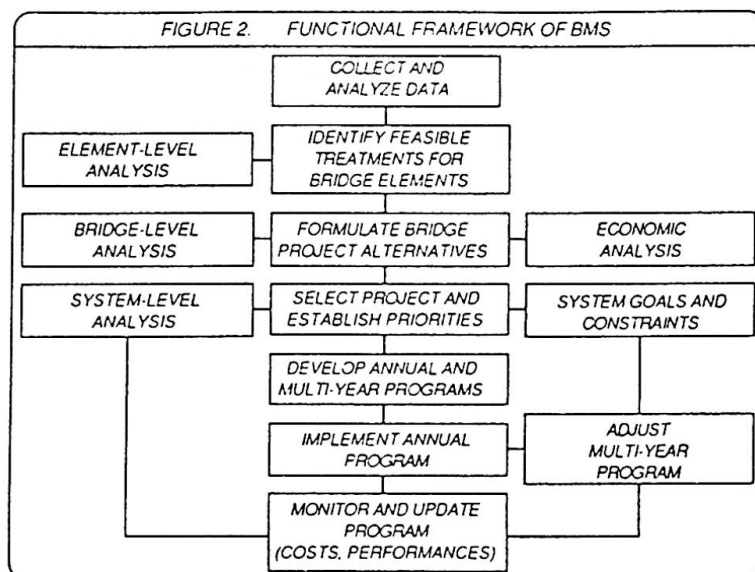 FIGURE 2. FUNCTIONAL FRAMEWORK OF BMS
COLLECT AND
ANALYZE DATA
ELEMENT-LEVEL
ANALYSIS
IDENTIFY FEASIBLE
TREATMENTS FOR
BRIDGE ELEMENTS
BRIDGE-LEVEL
ANALYSIS
FORMULATE BRIDGE
PROJECT ALTERNATIVES
ECONOMIC
ANALYSIS
SYSTEM-LEVEL
ANALYSIS
SELECT PROJECT AND
ESTABLISH PRIORITIES
SYSTEM GOALS AND
CONSTRAINTS
DEVELOP ANNUAL AND
MULTI-YEAR PROGRAMS
IMPLEMENT ANNUAL
PROGRAM
ADJUST
MULTI-YEAR
PROGRAM
MONITOR AND UPDATE
PROGRAM
(COSTS, PERFORMANCES)